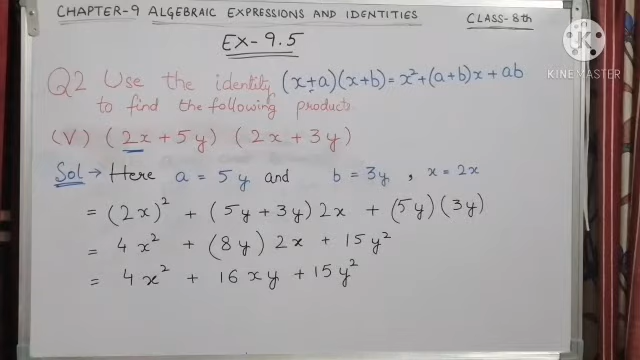 CHAPTER-9 ALGEBRAIC EXPRESSIONS AND IDENTITIES CLASS-8th
EX-9.5
KINEMASTER
Q2 Use the identity (x+a)(x+b)=x²+(a+b)x+ab
to find the following products
(V) (2x+5y) (2x+3y)
Sol → Here a = 5y and b = 3y, x = 2x
= (2x)² + (5y+3y) 2x + (5y)(3y)
= 4x² + (8y) 2x + 15y²
= 4x² + 16xy + 15y²